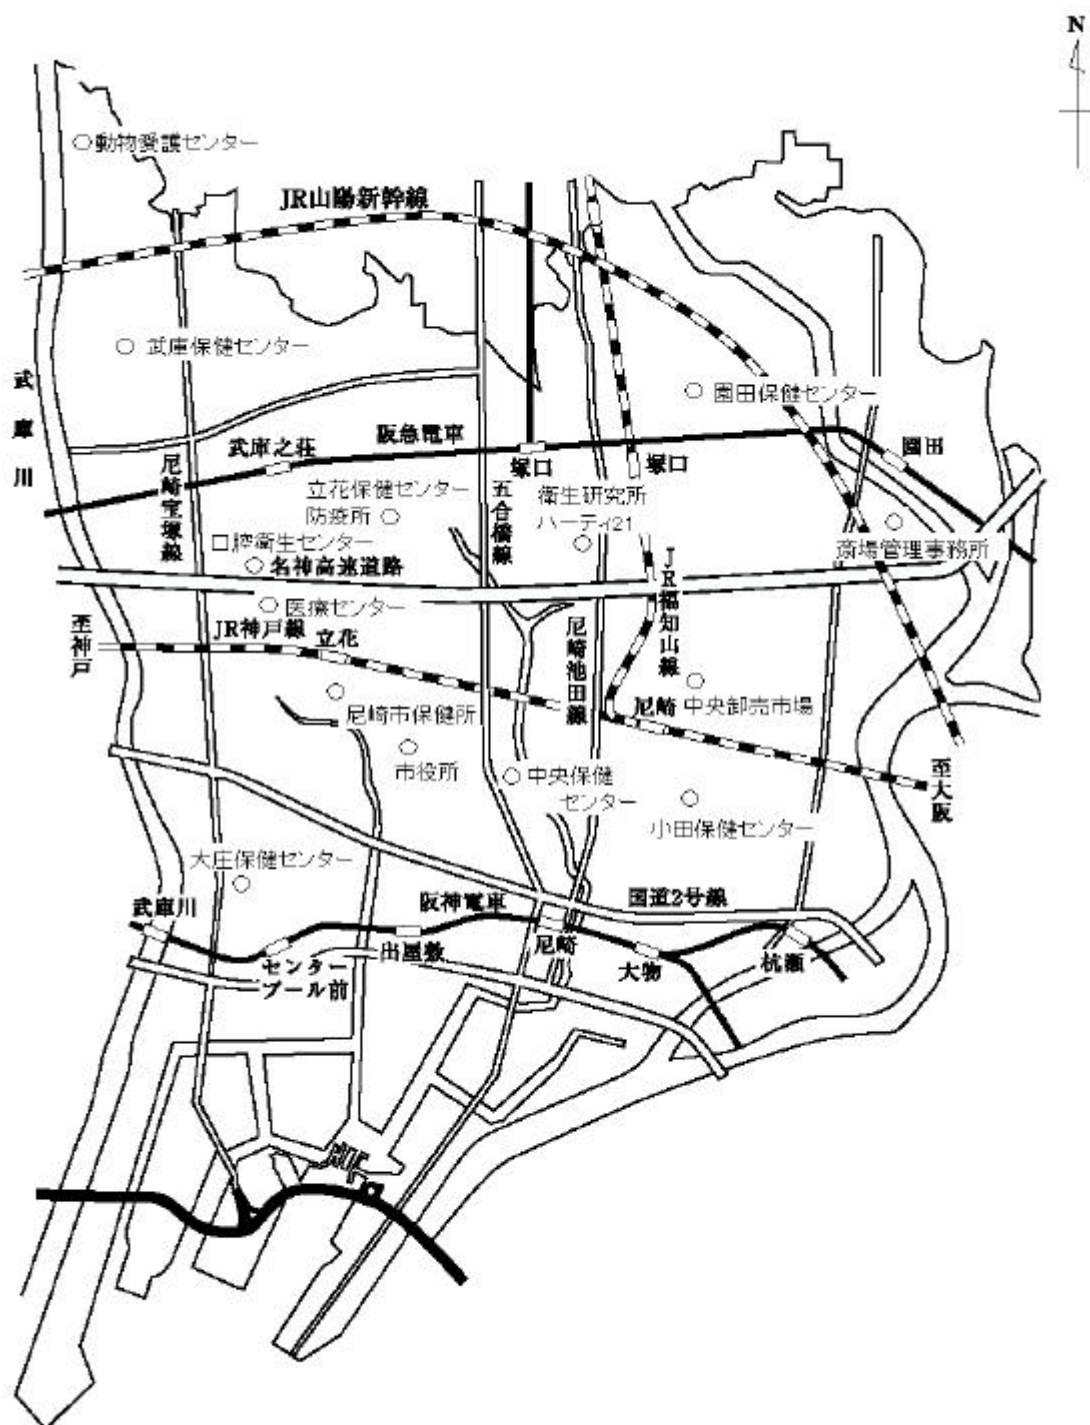 N
動物愛護センター
JR山陽新幹線
武庫保健センター
武庫川
園田保健センター
阪急電車
武庫之荘
園田
塚口
塚口
尼崎宝塚線
立花保健センター
防疫所
五合橋線
衛生研究所
ハーティ21
口腔衛生センター
斎場管理事務所
名神高速道路
JR福知山線
医療センター
至神戸
JR神戸線
立花
尼崎池田線
中央卸売市場
尼崎
尼崎市保健所
市役所
中央保健
センター
至大阪
小田保健センター
大庄保健センター
武庫川
阪神電車
国道2号線
出屋敷
尼崎
大物
杭瀬
センター
プール前